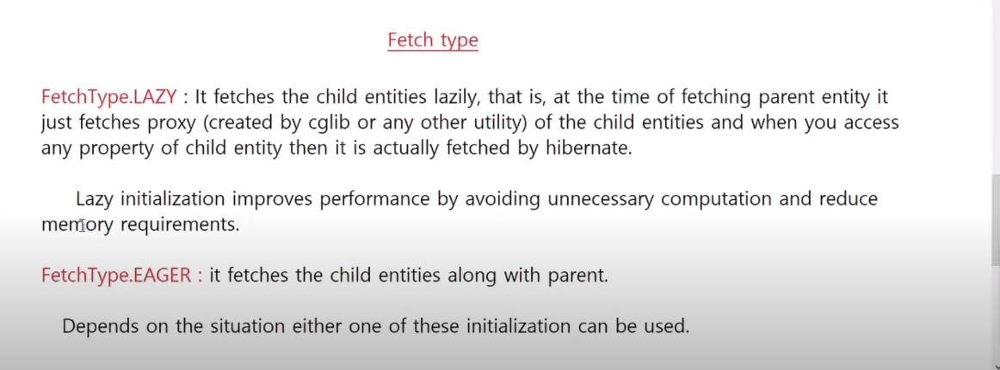 Fetch type
FetchType.LAZY : It fetches the child entities lazily, that is, at the time of fetching parent entity it
just fetches proxy (created by cglib or any other utility) of the child entities and when you access
any property of child entity then it is actually fetched by hibernate.
Lazy initialization improves performance by avoiding unnecessary computation and reduce
memory requirements.
FetchType.EAGER : it fetches the child entities along with parent.
Depends on the situation either one of these initialization can be used.